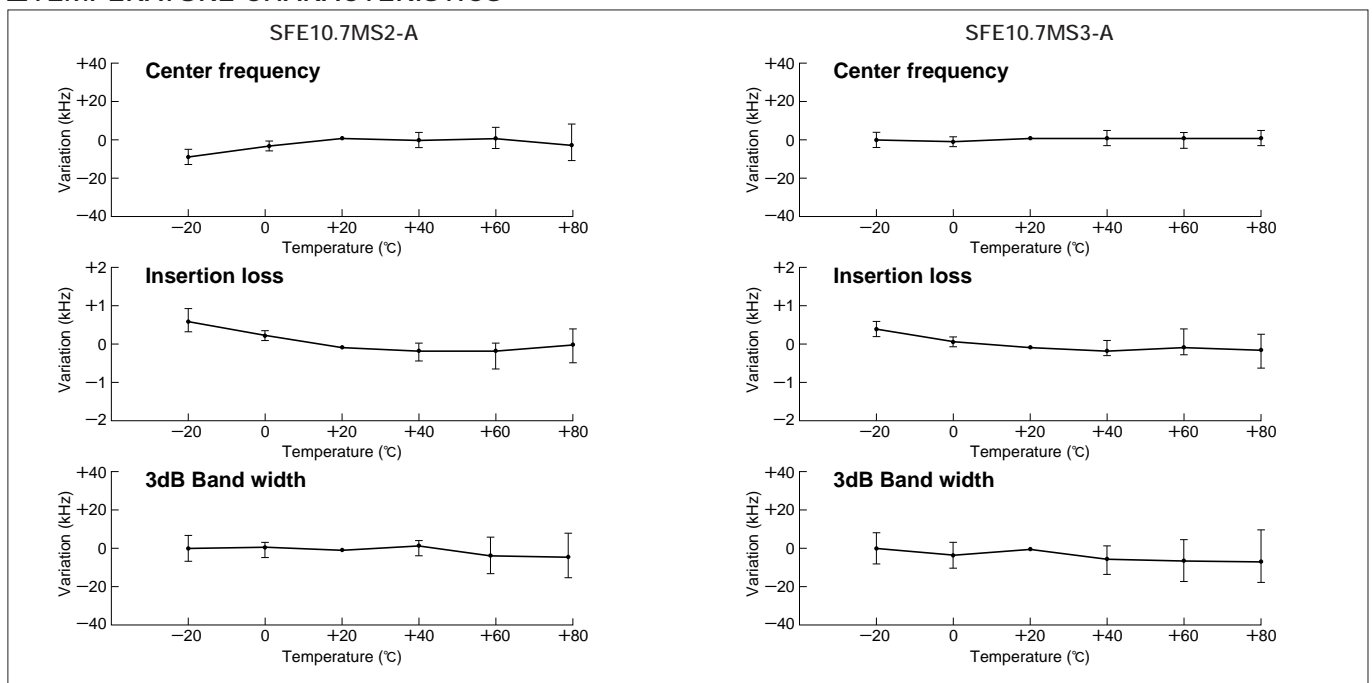 ■TEMPERATURE CHARACTERISTICS
SFE10.7MS2-A
Center frequency
Variation (kHz)
+40
+20
0
−20
−40
−20 0 +20 +40 +60 +80
Temperature (℃)
Insertion loss
Variation (kHz)
+2
+1
0
−1
−2
−20 0 +20 +40 +60 +80
Temperature (℃)
3dB Band width
Variation (kHz)
+40
+20
0
−20
−40
−20 0 +20 +40 +60 +80
Temperature (℃)
SFE10.7MS3-A
Center frequency
Variation (kHz)
+40
+20
0
−20
−40
−20 0 +20 +40 +60 +80
Temperature (℃)
Insertion loss
Variation (kHz)
+2
+1
0
−1
−2
−20 0 +20 +40 +60 +80
Temperature (℃)
3dB Band width
Variation (kHz)
+40
+20
0
−20
−40
−20 0 +20 +40 +60 +80
Temperature (℃)